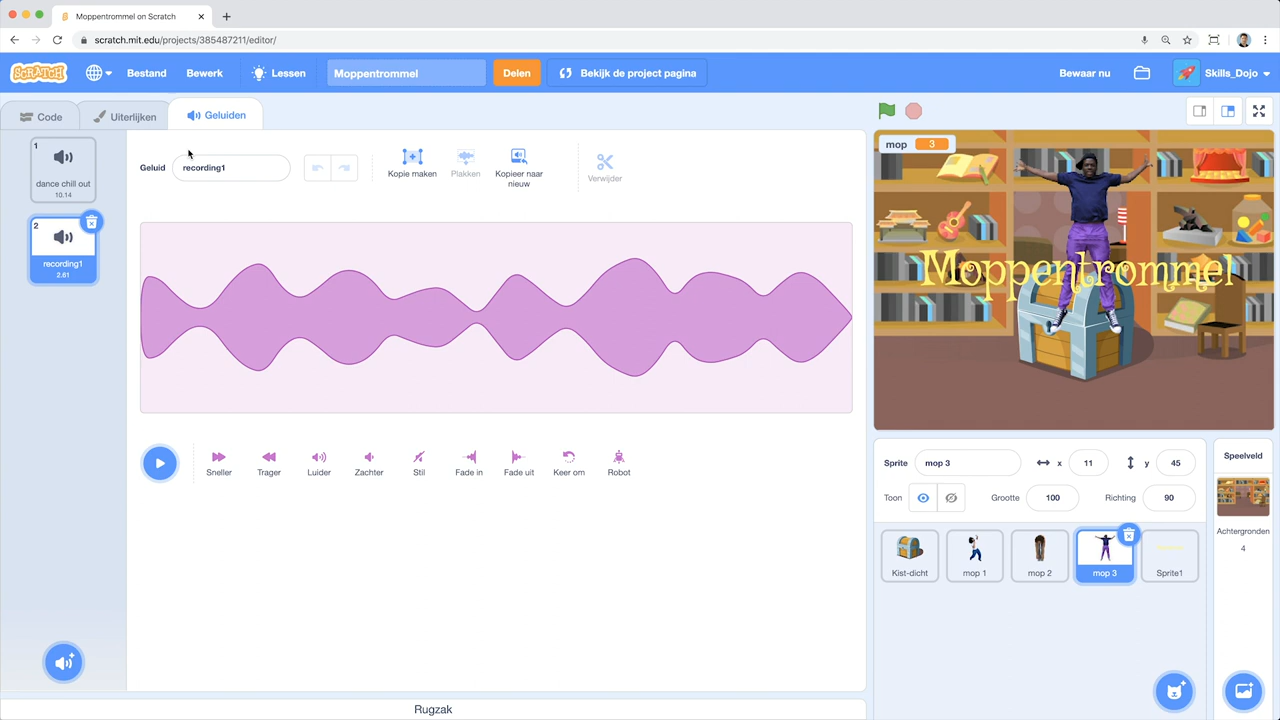 Moppentrommel on Scratch
scratch.mit.edu/projects/385487211/editor/
SCRATCH
Bestand
Bewerk
Lessen
Moppentrommel
Delen
Bekijk de project pagina
Bewaar nu
Skills_Dojo
Code
Uiterlijken
Geluiden
1
dance chill out
10.14
2
recording1
2.61
Geluid
recording1
Kopie maken
Plakken
Kopieer naar
nieuw
Verwijder
Sneller
Trager
Luider
Zachter
Stil
Fade in
Fade uit
Keer om
Robot
mop 3
Moppentrommel
Sprite
mop 3
x
11
y
45
Toon
Grootte
100
Richting
90
Kist-dicht
mop 1
mop 2
mop 3
Sprite1
Speelveld
Achtergronden
4
Rugzak